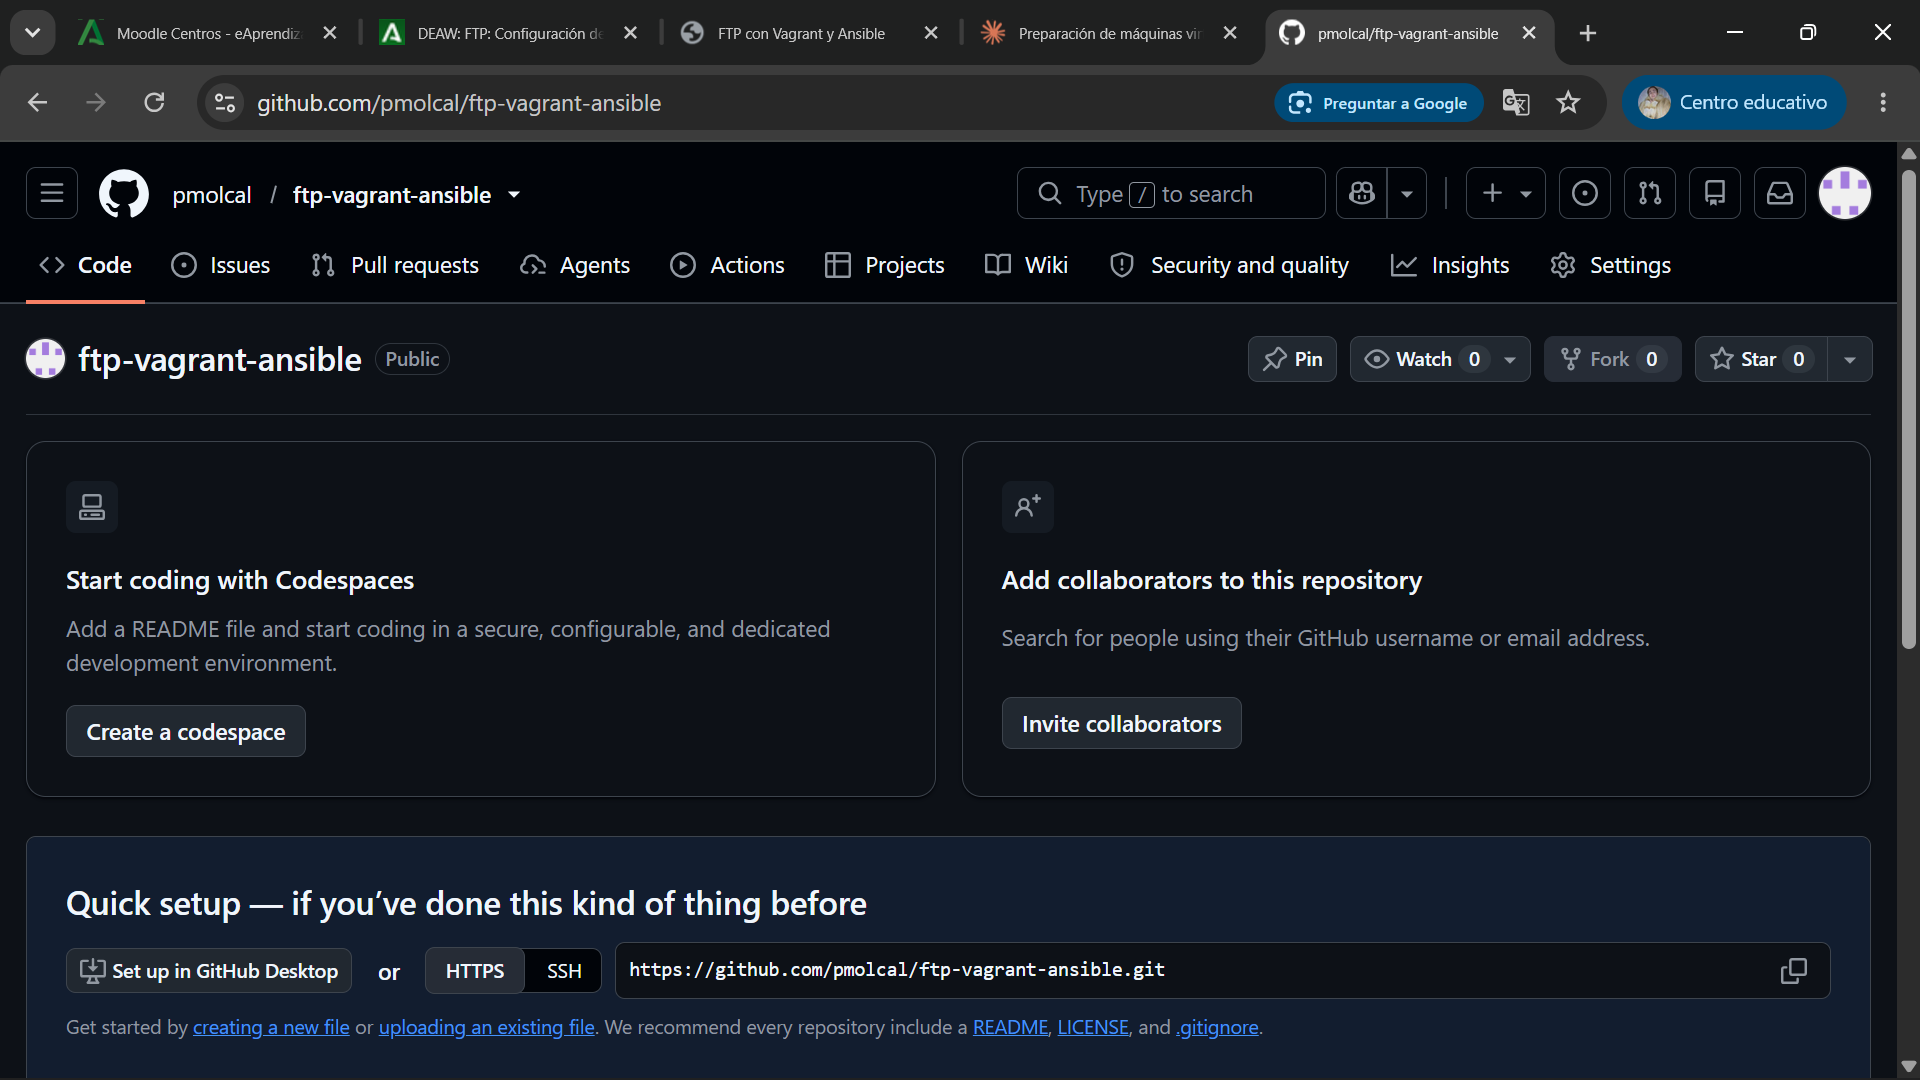 Moodle Centros - eAprendiz
DEAW: FTP: Configuración de
FTP con Vagrant y Ansible
Preparación de máquinas vir
pmolcal/ftp-vagrant-ansible
github.com/pmolcal/ftp-vagrant-ansible
Preguntar a Google
Centro educativo
pmolcal / ftp-vagrant-ansible
Type / to search
Code
Issues
Pull requests
Agents
Actions
Projects
Wiki
Security and quality
Insights
Settings
ftp-vagrant-ansible
Public
Pin
Watch 0
Fork 0
Star 0
Start coding with Codespaces
Add a README file and start coding in a secure, configurable, and dedicated
development environment.
Create a codespace
Add collaborators to this repository
Search for people using their GitHub username or email address.
Invite collaborators
Quick setup — if you’ve done this kind of thing before
Set up in GitHub Desktop
or
HTTPS
SSH
https://github.com/pmolcal/ftp-vagrant-ansible.git
Get started by creating a new file or uploading an existing file. We recommend every repository include a README, LICENSE, and .gitignore.